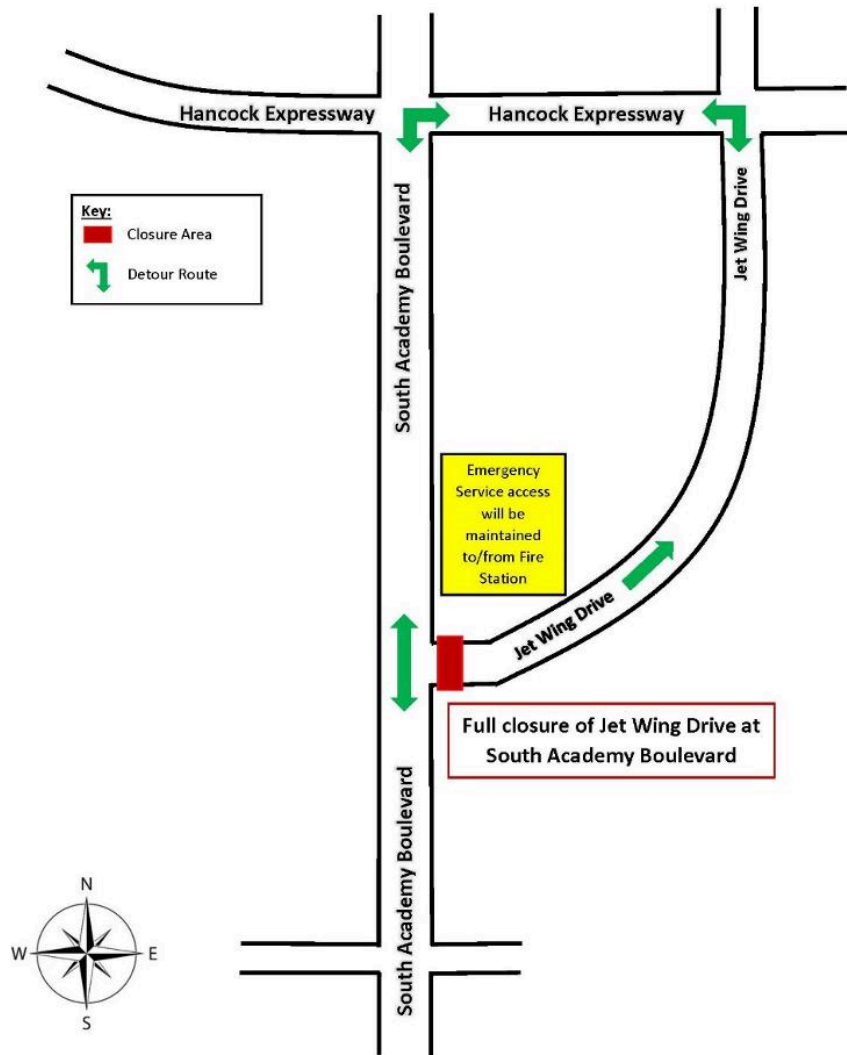 Hancock Expressway
Hancock Expressway
Key:
Closure Area
Detour Route
South Academy Boulevard
Jet Wing Drive
Emergency
Service access
will be
maintained
to/from Fire
Station
Jet Wing Drive
Full closure of Jet Wing Drive at
South Academy Boulevard
South Academy Boulevard
N
W
E
S